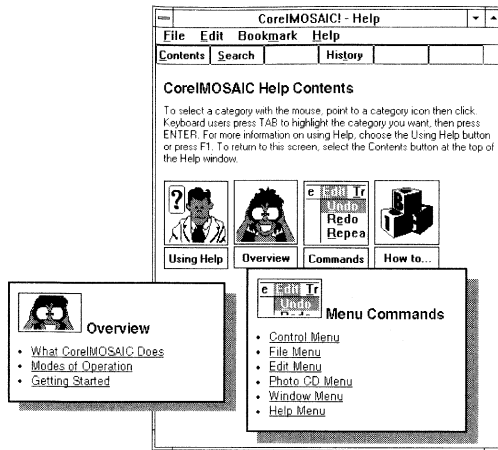 CorelMOSAIC! - Help
File Edit Bookmark Help
Contents Search History
CorelMOSAIC Help Contents
To select a category with the mouse, point to a category icon then click.
Keyboard users press TAB to highlight the category you want, then press
ENTER. For more information on using Help, choose the Using Help button
or press F1. To return to this screen, select the Contents button at the top of
the Help window.
?
e Edit Tr
Undo
Redo
Repea
B
T
Using Help Overview Commands How to...
Overview
• What CorelMOSAIC Does
• Modes of Operation
• Getting Started
e Edit Tr
Undo
Menu Commands
• Control Menu
• File Menu
• Edit Menu
• Photo CD Menu
• Window Menu
• Help Menu